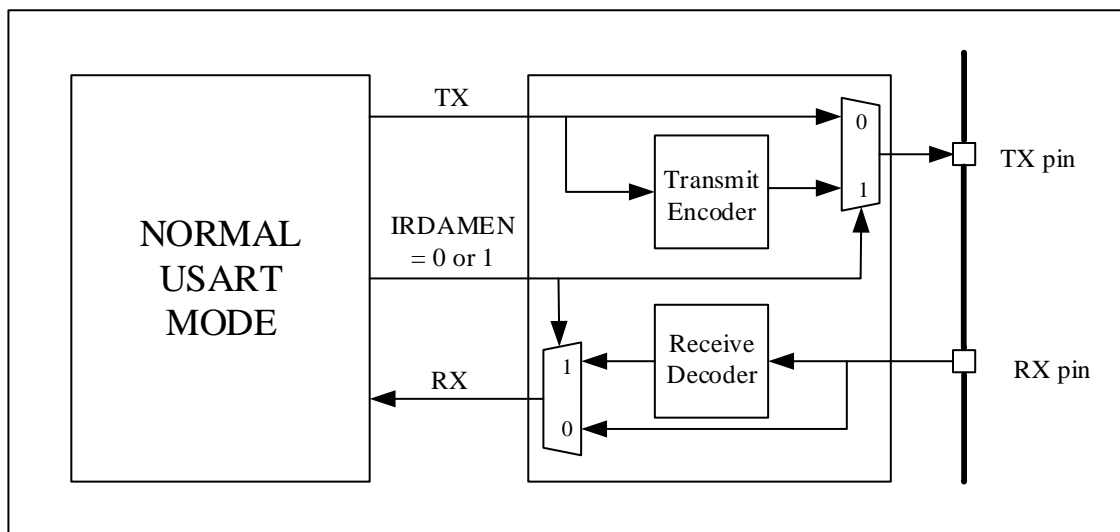 TX
0
Transmit
Encoder
1
TX pin
NORMAL
USART
MODE
IRDAMEN
= 0 or 1
Receive
Decoder
1
0
RX
RX pin